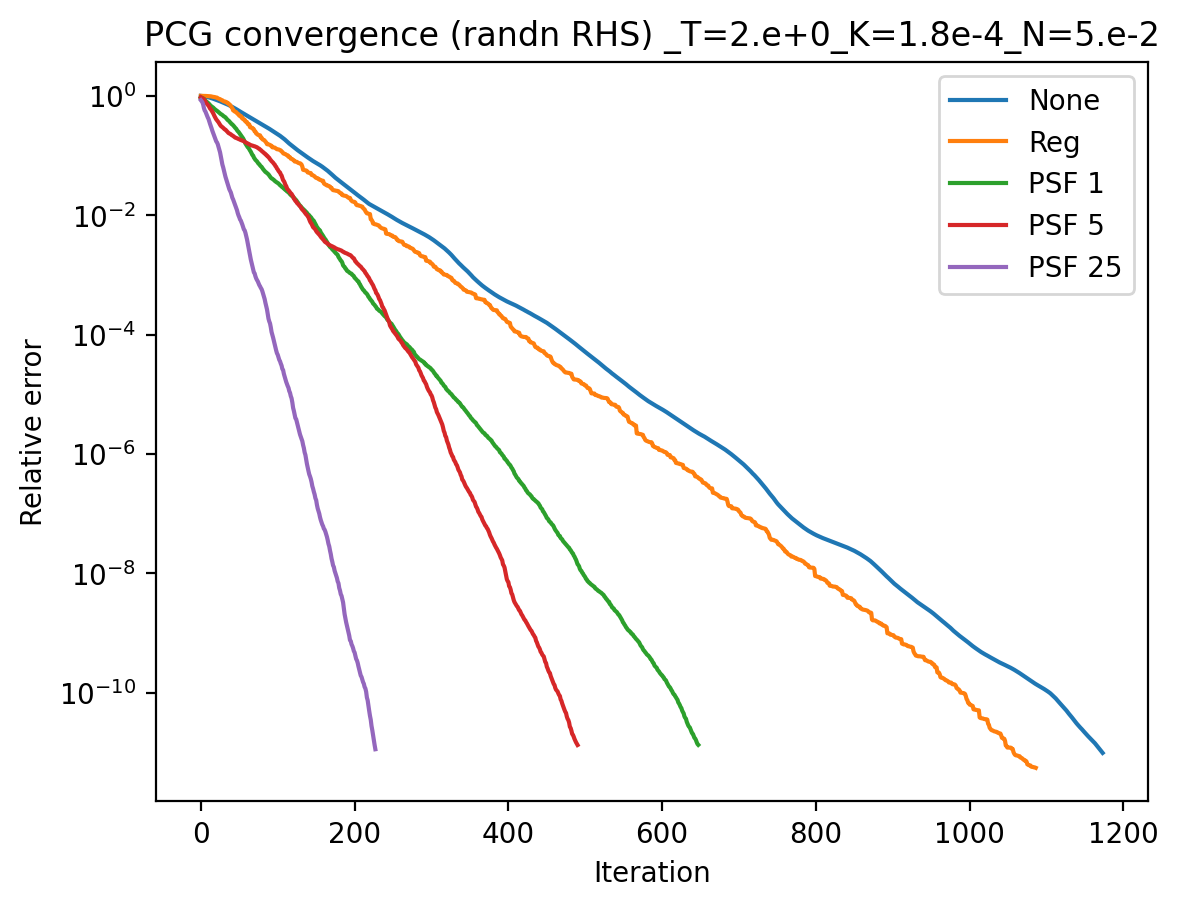 PCG convergence (randn RHS) _T=2.e+0_K=1.8e-4_N=5.e-2
None
Reg
PSF 1
PSF 5
PSF 25
Relative error
10⁰
10⁻²
10⁻⁴
10⁻⁶
10⁻⁸
10⁻¹⁰
0 200 400 600 800 1000 1200
Iteration